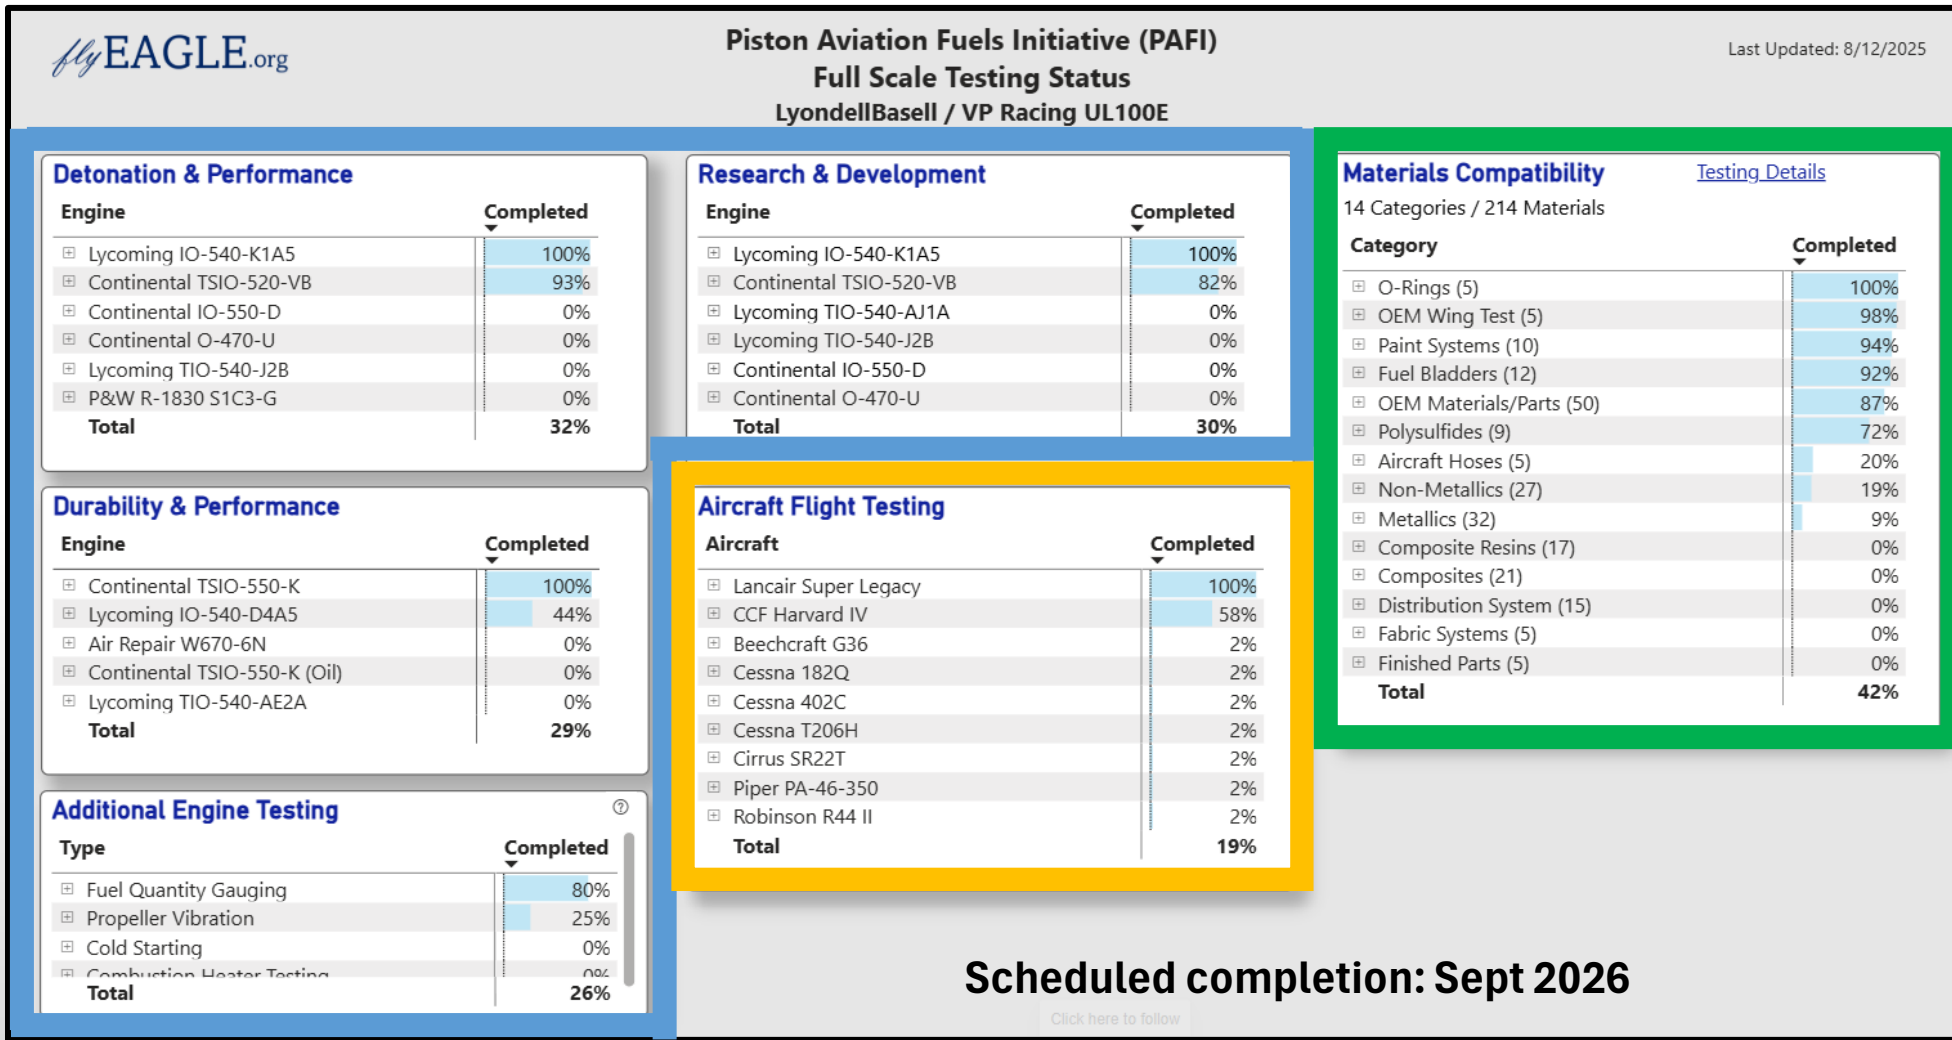 flyEAGLE.org
Piston Aviation Fuels Initiative (PAFI)
Full Scale Testing Status
LyondellBasell / VP Racing UL100E
Last Updated: 8/12/2025
Detonation & Performance
Engine Completed
Lycoming IO-540-K1A5 100%
Continental TSIO-520-VB 93%
Continental IO-550-D 0%
Continental O-470-U 0%
Lycoming TIO-540-J2B 0%
P&W R-1830 S1C3-G 0%
Total 32%
Research & Development
Engine Completed
Lycoming IO-540-K1A5 100%
Continental TSIO-520-VB 82%
Lycoming TIO-540-AJ1A 0%
Lycoming TIO-540-J2B 0%
Continental IO-550-D 0%
Continental O-470-U 0%
Total 30%
Materials Compatibility Testing Details
14 Categories / 214 Materials
Category Completed
O-Rings (5) 100%
OEM Wing Test (5) 98%
Paint Systems (10) 94%
Fuel Bladders (12) 92%
OEM Materials/Parts (50) 87%
Polysulfides (9) 72%
Aircraft Hoses (5) 20%
Non-Metallics (27) 19%
Metallics (32) 9%
Composite Resins (17) 0%
Composites (21) 0%
Distribution System (15) 0%
Fabric Systems (5) 0%
Finished Parts (5) 0%
Total 42%
Durability & Performance
Engine Completed
Continental TSIO-550-K 100%
Lycoming IO-540-D4A5 44%
Air Repair W670-6N 0%
Continental TSIO-550-K (Oil) 0%
Lycoming TIO-540-AE2A 0%
Total 29%
Aircraft Flight Testing
Aircraft Completed
Lancair Super Legacy 100%
CCF Harvard IV 58%
Beechcraft G36 2%
Cessna 182Q 2%
Cessna 402C 2%
Cessna T206H 2%
Cirrus SR22T 2%
Piper PA-46-350 2%
Robinson R44 II 2%
Total 19%
Additional Engine Testing
Type Completed
Fuel Quantity Gauging 80%
Propeller Vibration 25%
Cold Starting 0%
Combustion Heater Testing 0%
Total 26%
Scheduled completion: Sept 2026
Click here to follow